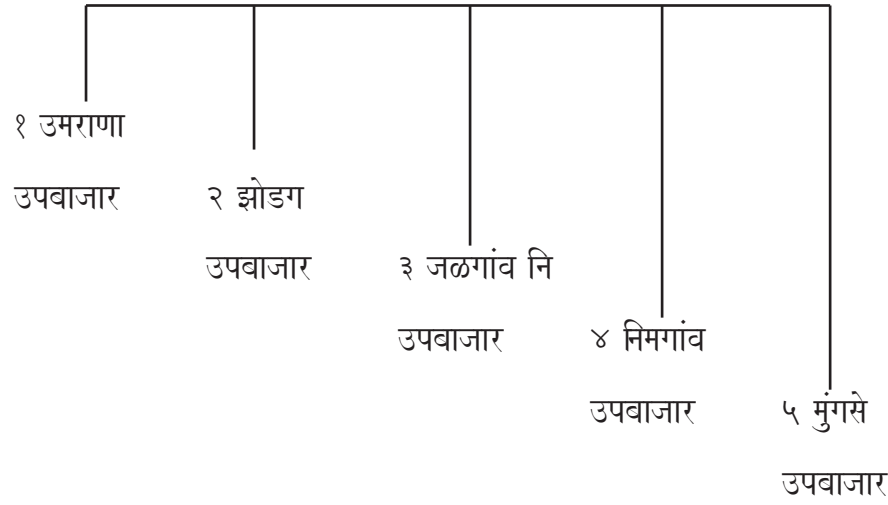 १ उमराणा
उपबाजार
२ झोडग
उपबाजार
३ जळगांव नि
उपबाजार
४ निमगांव
उपबाजार
५ मुंगसे
उपबाजार